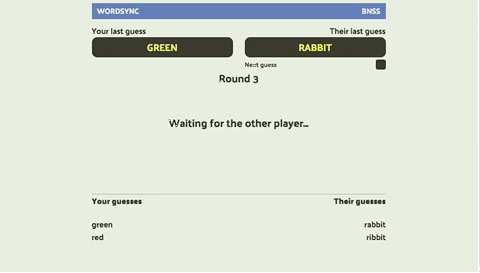 WORDSYNC BNSS
Your last guess Their last guess
GREEN RABBIT
Next guess
Round 3
Waiting for the other player...
Your guesses Their guesses
green rabbit
red ribbit